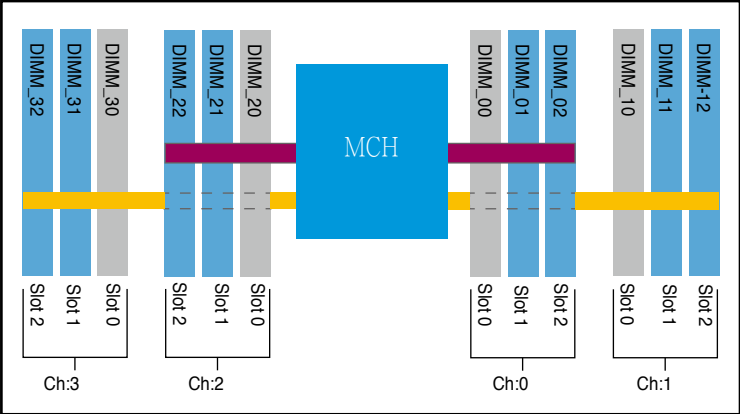 DIMM_32
DIMM_31
DIMM_30
DIMM_22
DIMM_21
DIMM_20
MCH
DIMM_00
DIMM_01
DIMM_02
DIMM_10
DIMM_11
DIMM-12
Slot 2
Slot 1
Slot 0
Slot 2
Slot 1
Slot 0
Slot 0
Slot 1
Slot 2
Slot 0
Slot 1
Slot 2
Ch:3
Ch:2
Ch:0
Ch:1